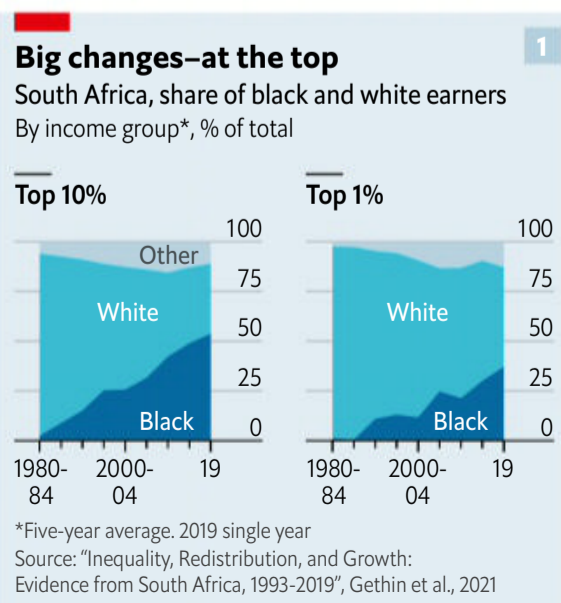 1
Big changes–at the top
South Africa, share of black and white earners
By income group*, % of total
Top 10%
100
Other
75
White
50
25
Black
0
1980-
84
2000-
04
19
Top 1%
100
75
White
50
25
Black
0
1980-
84
2000-
04
19
*Five-year average. 2019 single year
Source: “Inequality, Redistribution, and Growth:
Evidence from South Africa, 1993-2019”, Gethin et al., 2021